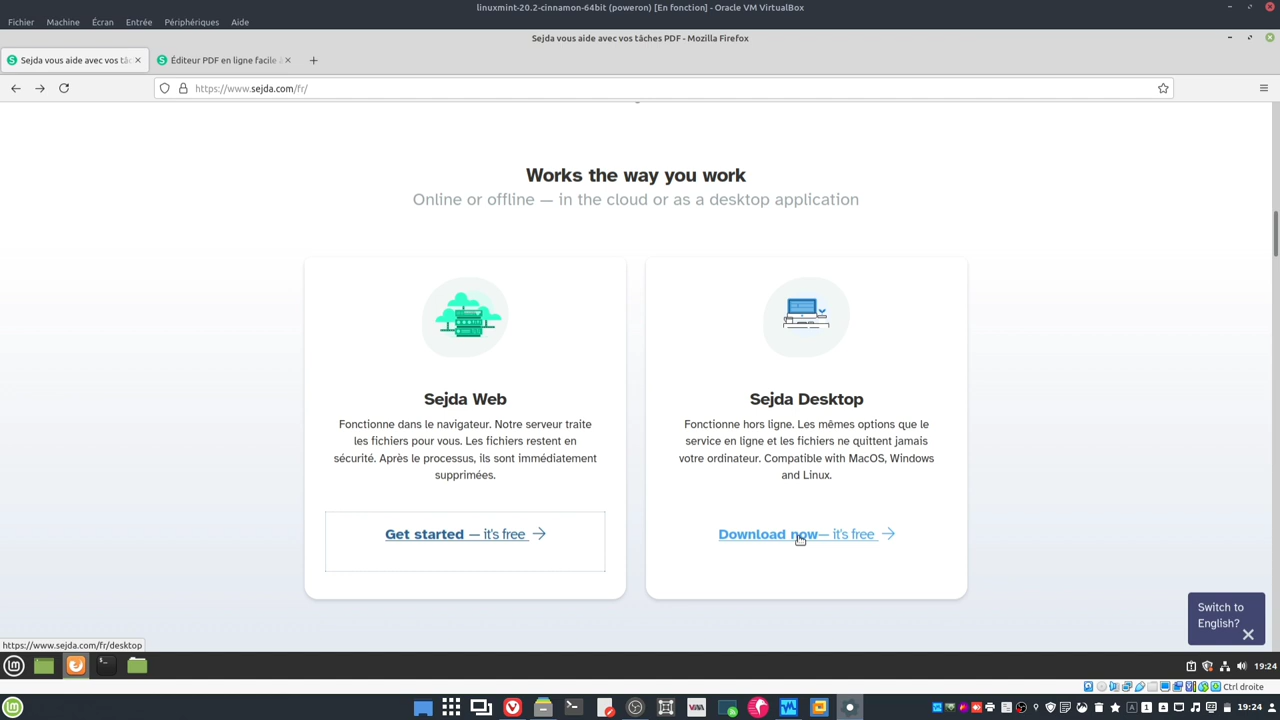 linuxmint-20.2-cinnamon-64bit (poweron) [En fonction] - Oracle VM VirtualBox
Fichier Machine Écran Entrée Périphériques Aide
Sejda vous aide avec vos tâches PDF - Mozilla Firefox
Sejda vous aide avec vos tâ
Éditeur PDF en ligne facile
https://www.sejda.com/fr/
Works the way you work
Online or offline — in the cloud or as a desktop application
Sejda Web
Fonctionne dans le navigateur. Notre serveur traite
les fichiers pour vous. Les fichiers restent en
sécurité. Après le processus, ils sont immédiatement
supprimées.
Get started — it's free →
Sejda Desktop
Fonctionne hors ligne. Les mêmes options que le
service en ligne et les fichiers ne quittent jamais
votre ordinateur. Compatible with MacOS, Windows
and Linux.
Download now— it's free →
Switch to
English?
https://www.sejda.com/fr/desktop
19:24
Ctrl droite
19:24